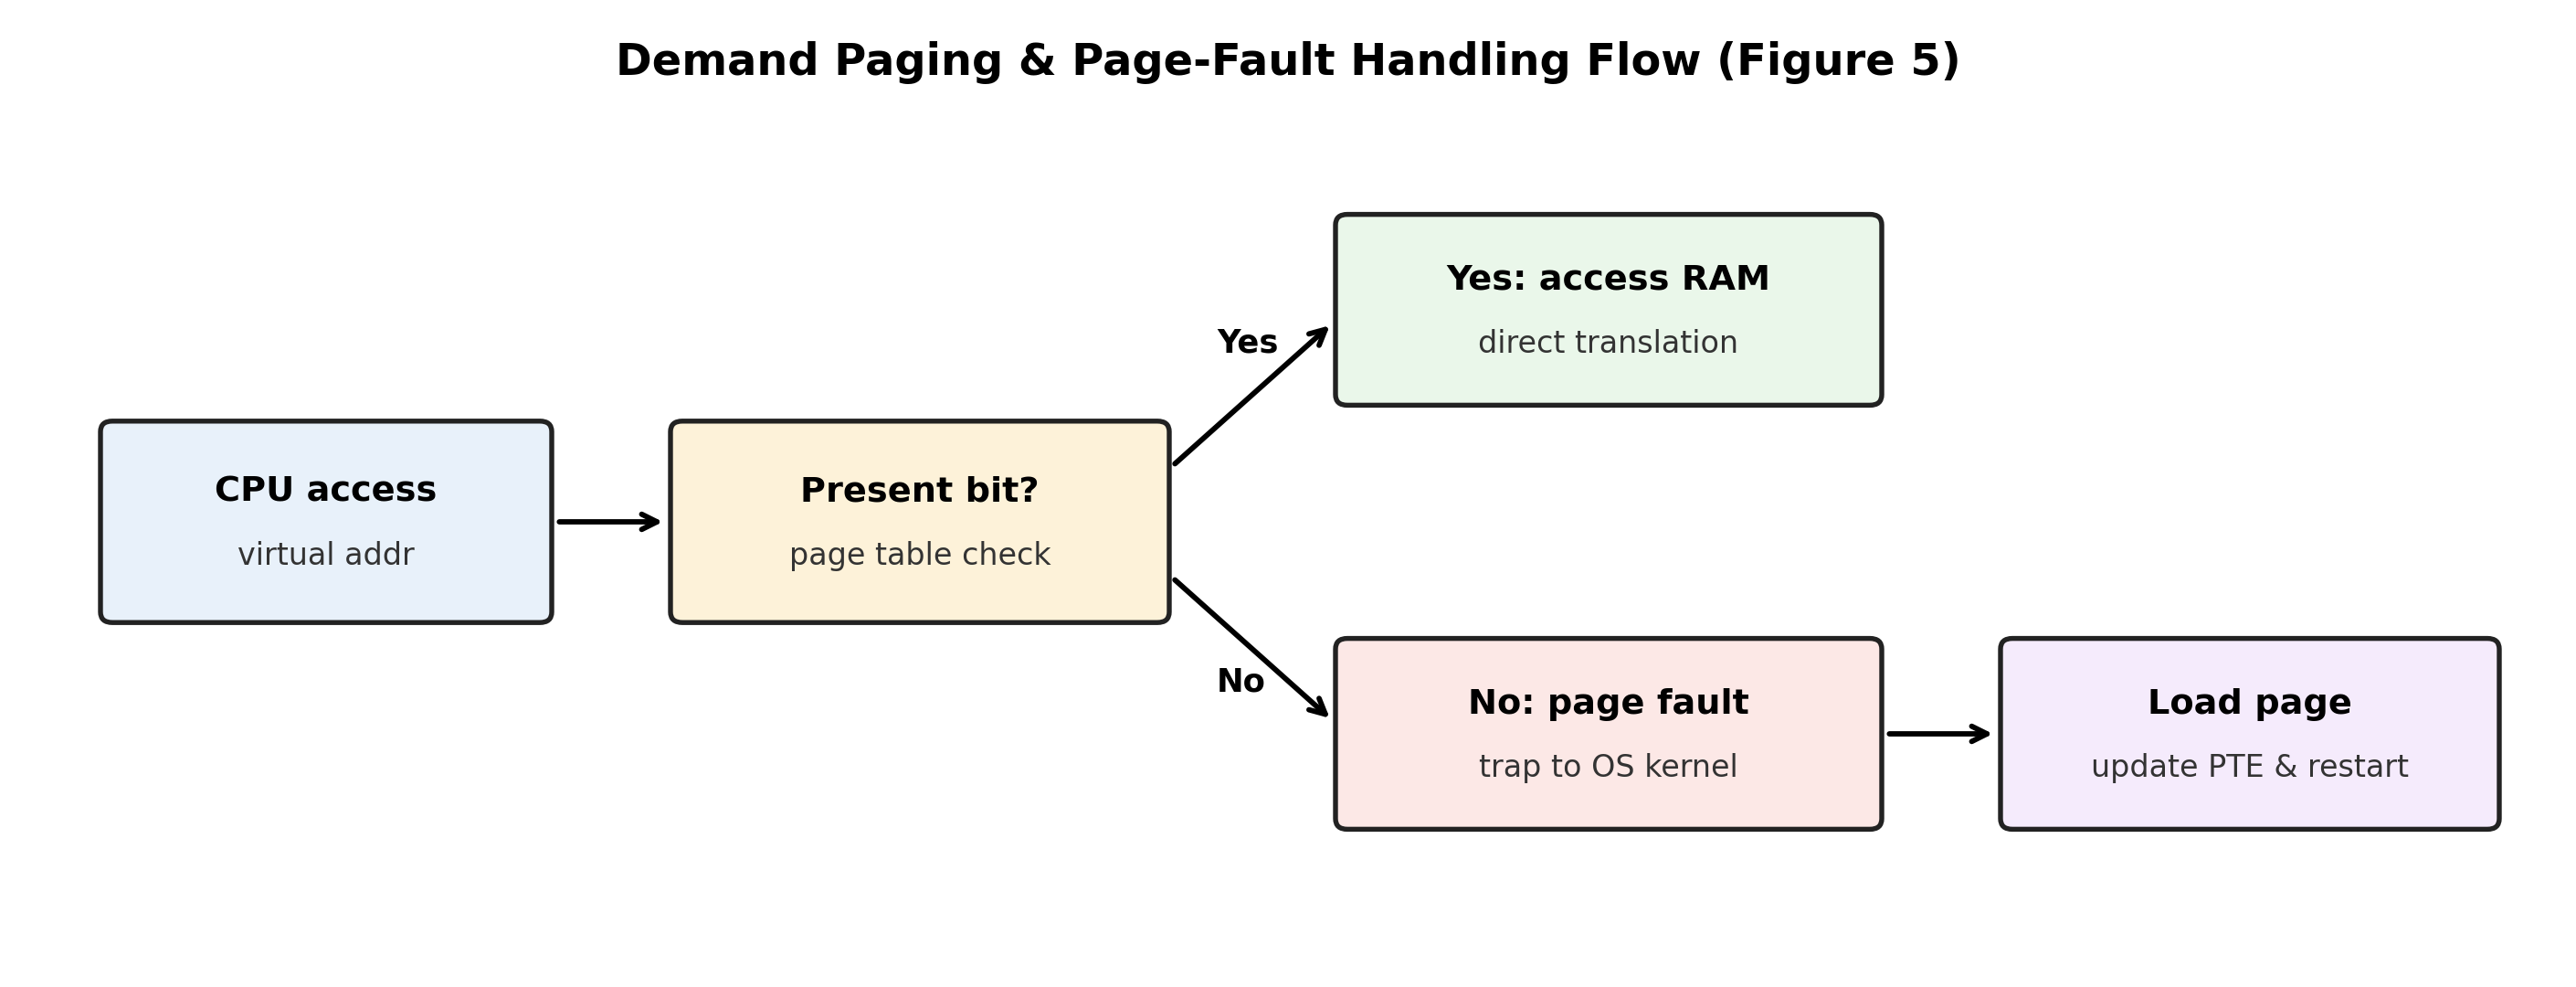 Demand Paging & Page-Fault Handling Flow (Figure 5)
CPU access
virtual addr
Present bit?
page table check
Yes
Yes: access RAM
direct translation
No
No: page fault
trap to OS kernel
Load page
update PTE & restart